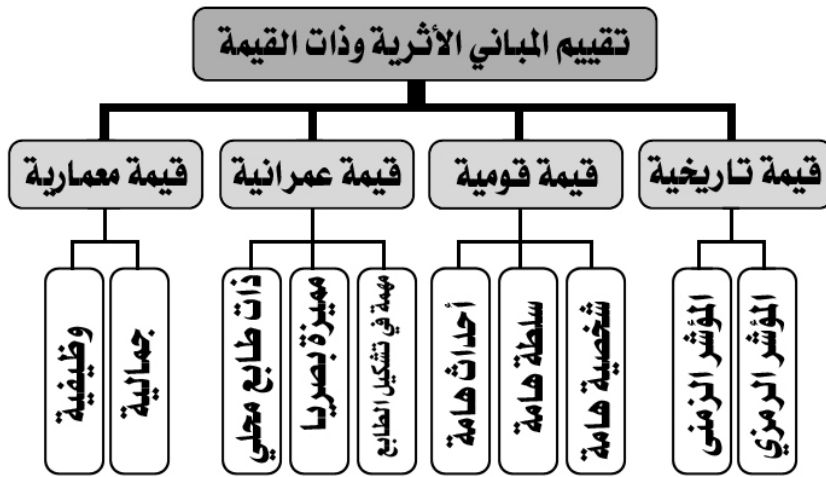 تقييم المباني الأثرية وذات القيمة
قيمة تاريخية
قيمة قومية
قيمة عمرانية
قيمة معمارية
المؤشر الرمزي
المؤشر الزمنى
شخصية هامة
سلطة هامة
أحداث هامة
مهمة في تشكيل الطابع
مميزة بصريا
ذات طابع محلي
جمالية
وظيفية